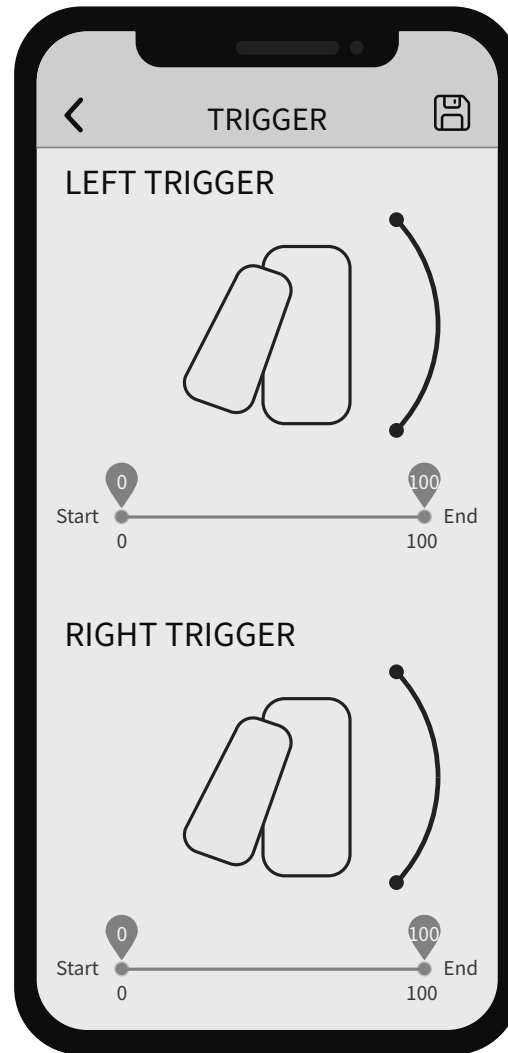 TRIGGER
LEFT TRIGGER
0 100
Start End
0 100
RIGHT TRIGGER
0 100
Start End
0 100